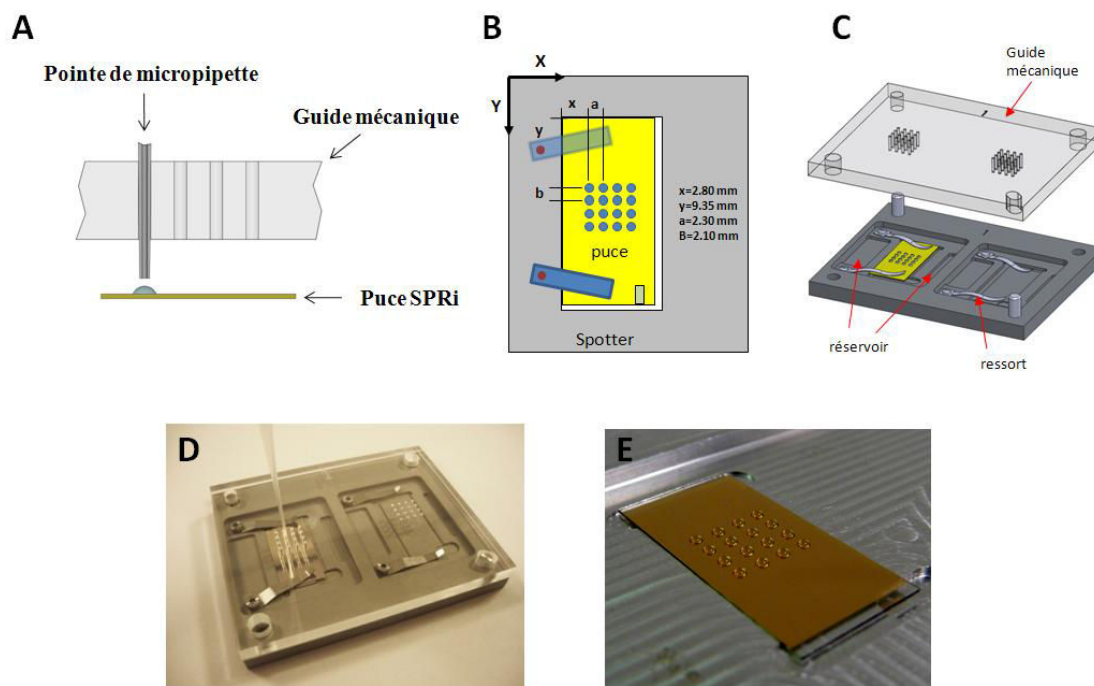 A
Pointe de micropipette
Guide mécanique
Puce SPRi
B
X
Y
x
a
y
b
x=2.80 mm
y=9.35 mm
a=2.30 mm
B=2.10 mm
puce
Spotter
C
Guide
mécanique
réservoir
ressort
D
E